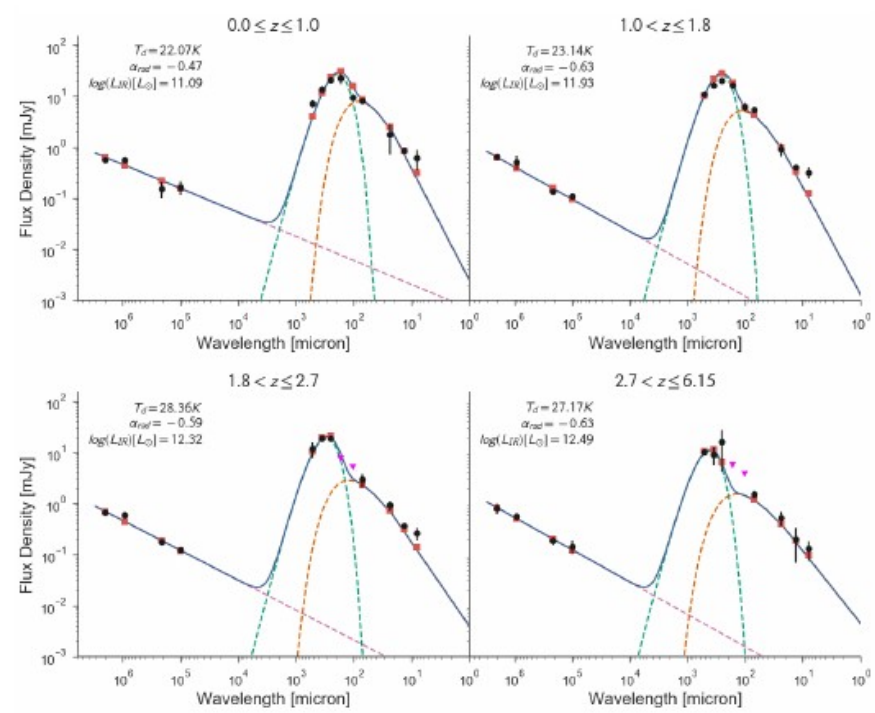 0.0 ≤ z ≤ 1.0
T_d = 22.07K
α_rad = −0.47
log(L_IR)[L_⊙] = 11.09
Flux Density [mJy]
10^2
10^1
10^0
10^−1
10^−2
10^−3
10^6 10^5 10^4 10^3 10^2 10^1 10^0
Wavelength [micron]
1.0 < z ≤ 1.8
T_d = 23.14K
α_rad = −0.63
log(L_IR)[L_⊙] = 11.93
10^6 10^5 10^4 10^3 10^2 10^1 10^0
Wavelength [micron]
1.8 < z ≤ 2.7
T_d = 28.36K
α_rad = −0.59
log(L_IR)[L_⊙] = 12.32
Flux Density [mJy]
10^2
10^1
10^0
10^−1
10^−2
10^−3
10^6 10^5 10^4 10^3 10^2 10^1 10^0
Wavelength [micron]
2.7 < z ≤ 6.15
T_d = 27.17K
α_rad = −0.63
log(L_IR)[L_⊙] = 12.49
10^6 10^5 10^4 10^3 10^2 10^1 10^0
Wavelength [micron]